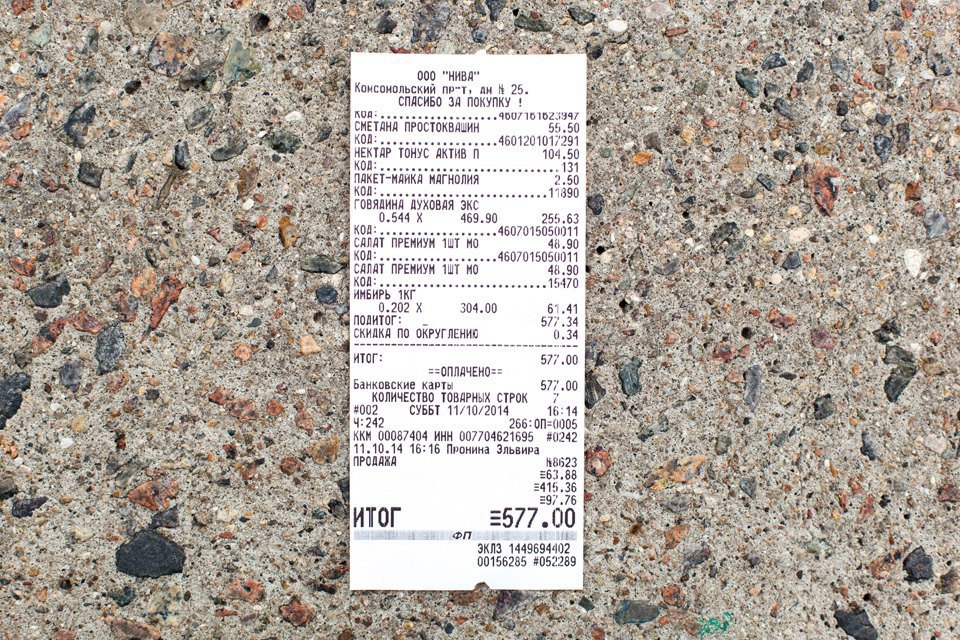 ООО "НИВА"
Комсомольский пр-т, дм № 25.
СПАСИБО ЗА ПОКУПКУ !
КОД:..................4607161623947
СМЕТАНА ПРОСТОКВАШИН 55.50
КОД:..................4601201017291
НЕКТАР ТОНУС АКТИВ П 104.50
КОД:............................131
ПАКЕТ-МАЙКА МАГНОЛИЯ 2.50
КОД:..........................11890
ГОВЯДИНА ДУХОВАЯ ЭКС
0.544 X 469.90 255.63
КОД:..................4607015050011
САЛАТ ПРЕМИУМ 1ШТ МО 48.90
КОД:..................4607015050011
САЛАТ ПРЕМИУМ 1ШТ МО 48.90
КОД:..........................15470
ИМБИРЬ 1КГ
0.202 X 304.00 61.41
ПОДИТОГ: 577.34
СКИДКА ПО ОКРУГЛЕНИЮ 0.34
ИТОГ: 577.00
==ОПЛАЧЕНО==
Банковские карты 577.00
КОЛИЧЕСТВО ТОВАРНЫХ СТРОК 7
#002 СУББТ 11/10/2014 16:14
Ч:242 266:ОП=0005
ККМ 00087404 ИНН 007704621695 #0242
11.10.14 16:16 Пронина Эльвира
ПРОДАЖА №8623
≡63.88
≡415.36
≡97.76
ИТОГ ≡577.00
ФП
ЭКЛЗ 1449694402
00156285 #052289